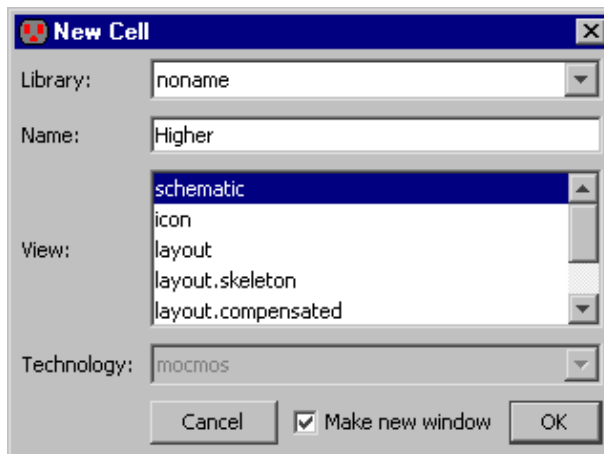 New Cell
Library: noname
Name: Higher
schematic
icon
View: layout
layout.skeleton
layout.compensated
Technology: mocmos
Cancel Make new window OK